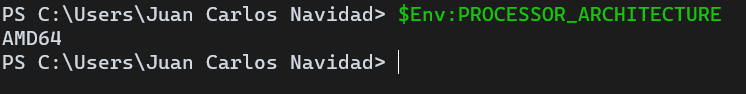 PS C:\Users\Juan Carlos Navidad> $Env:PROCESSOR_ARCHITECTURE
AMD64
PS C:\Users\Juan Carlos Navidad>